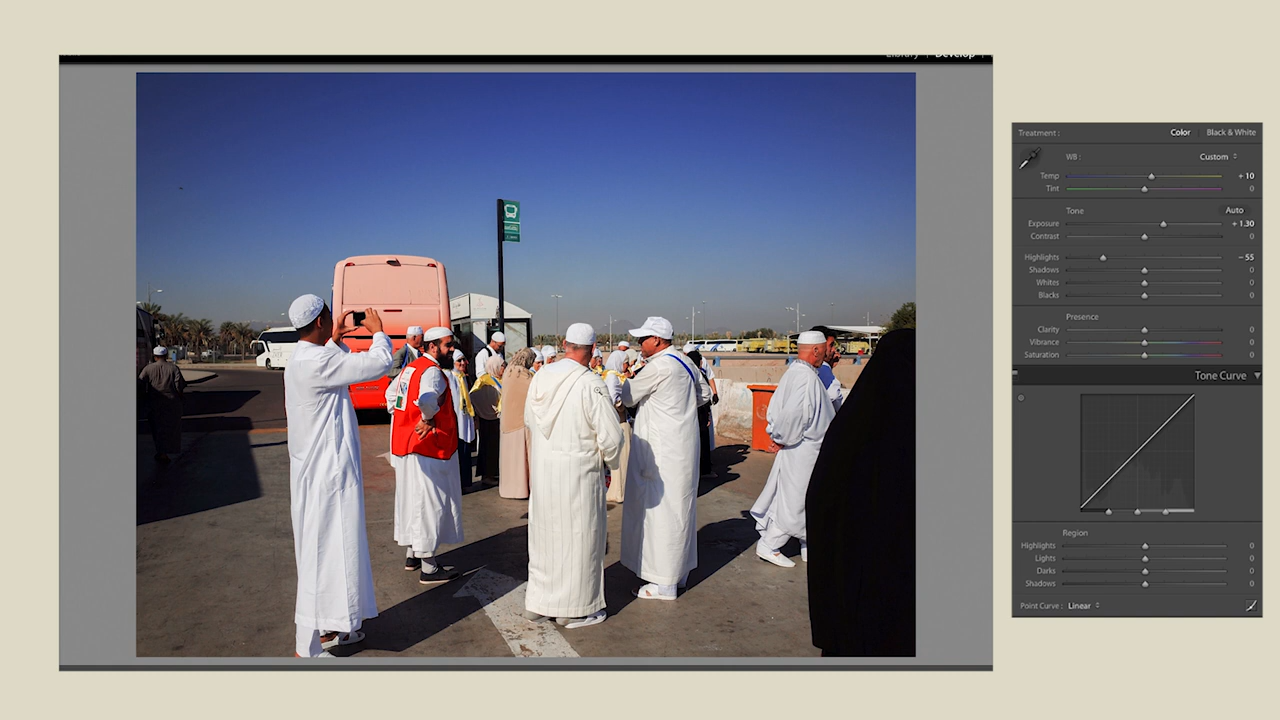 Library | Develop
Treatment : Color | Black & White
WB : Custom
Temp + 10
Tint 0
Tone Auto
Exposure + 1.30
Contrast 0
Highlights − 55
Shadows 0
Whites 0
Blacks 0
Presence
Clarity 0
Vibrance 0
Saturation 0
Tone Curve
Region
Highlights 0
Lights 0
Darks 0
Shadows 0
Point Curve : Linear